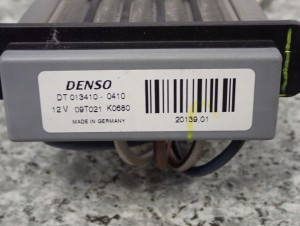 DENSO
DT 013410 - 0410
12 V 09T021 K0680
MADE IN GERMANY
20139.01